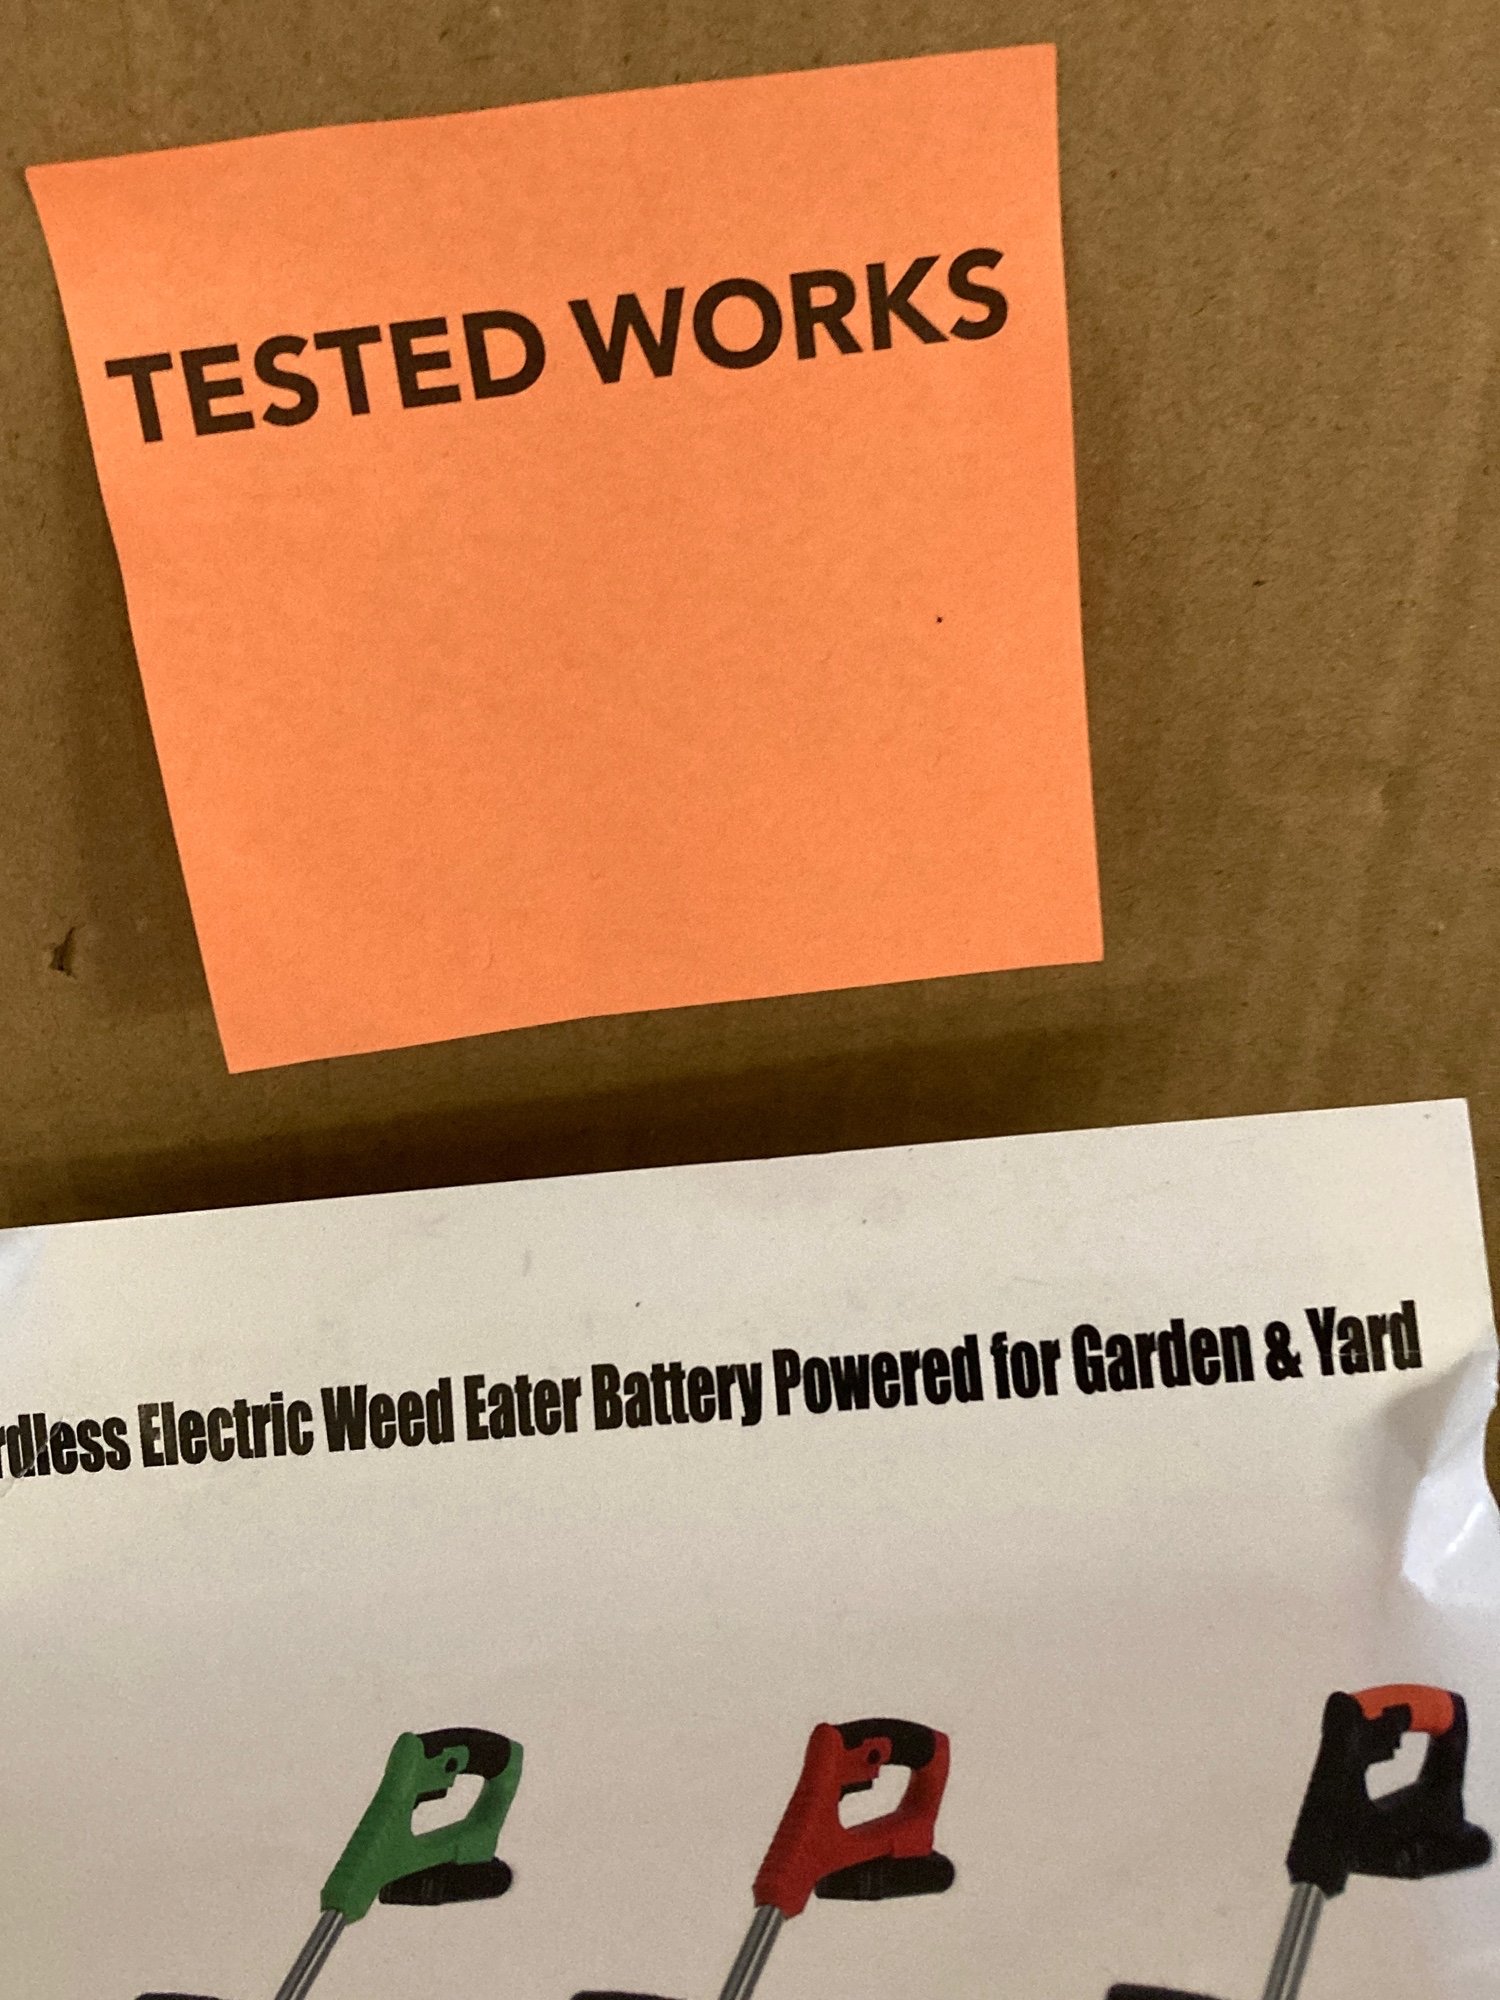 TESTED WORKS
rdless Electric Weed Eater Battery Powered for Garden & Yard